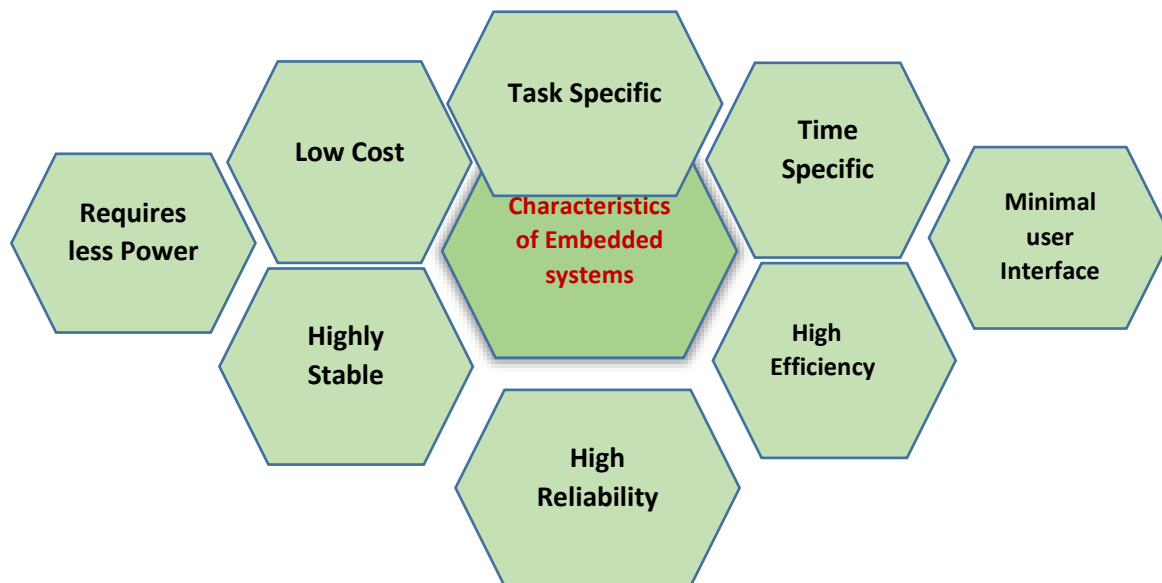 Task Specific
Low Cost
Time
Specific
Requires
less Power
Characteristics
of Embedded
systems
Minimal
user
Interface
Highly
Stable
High
Efficiency
High
Reliability